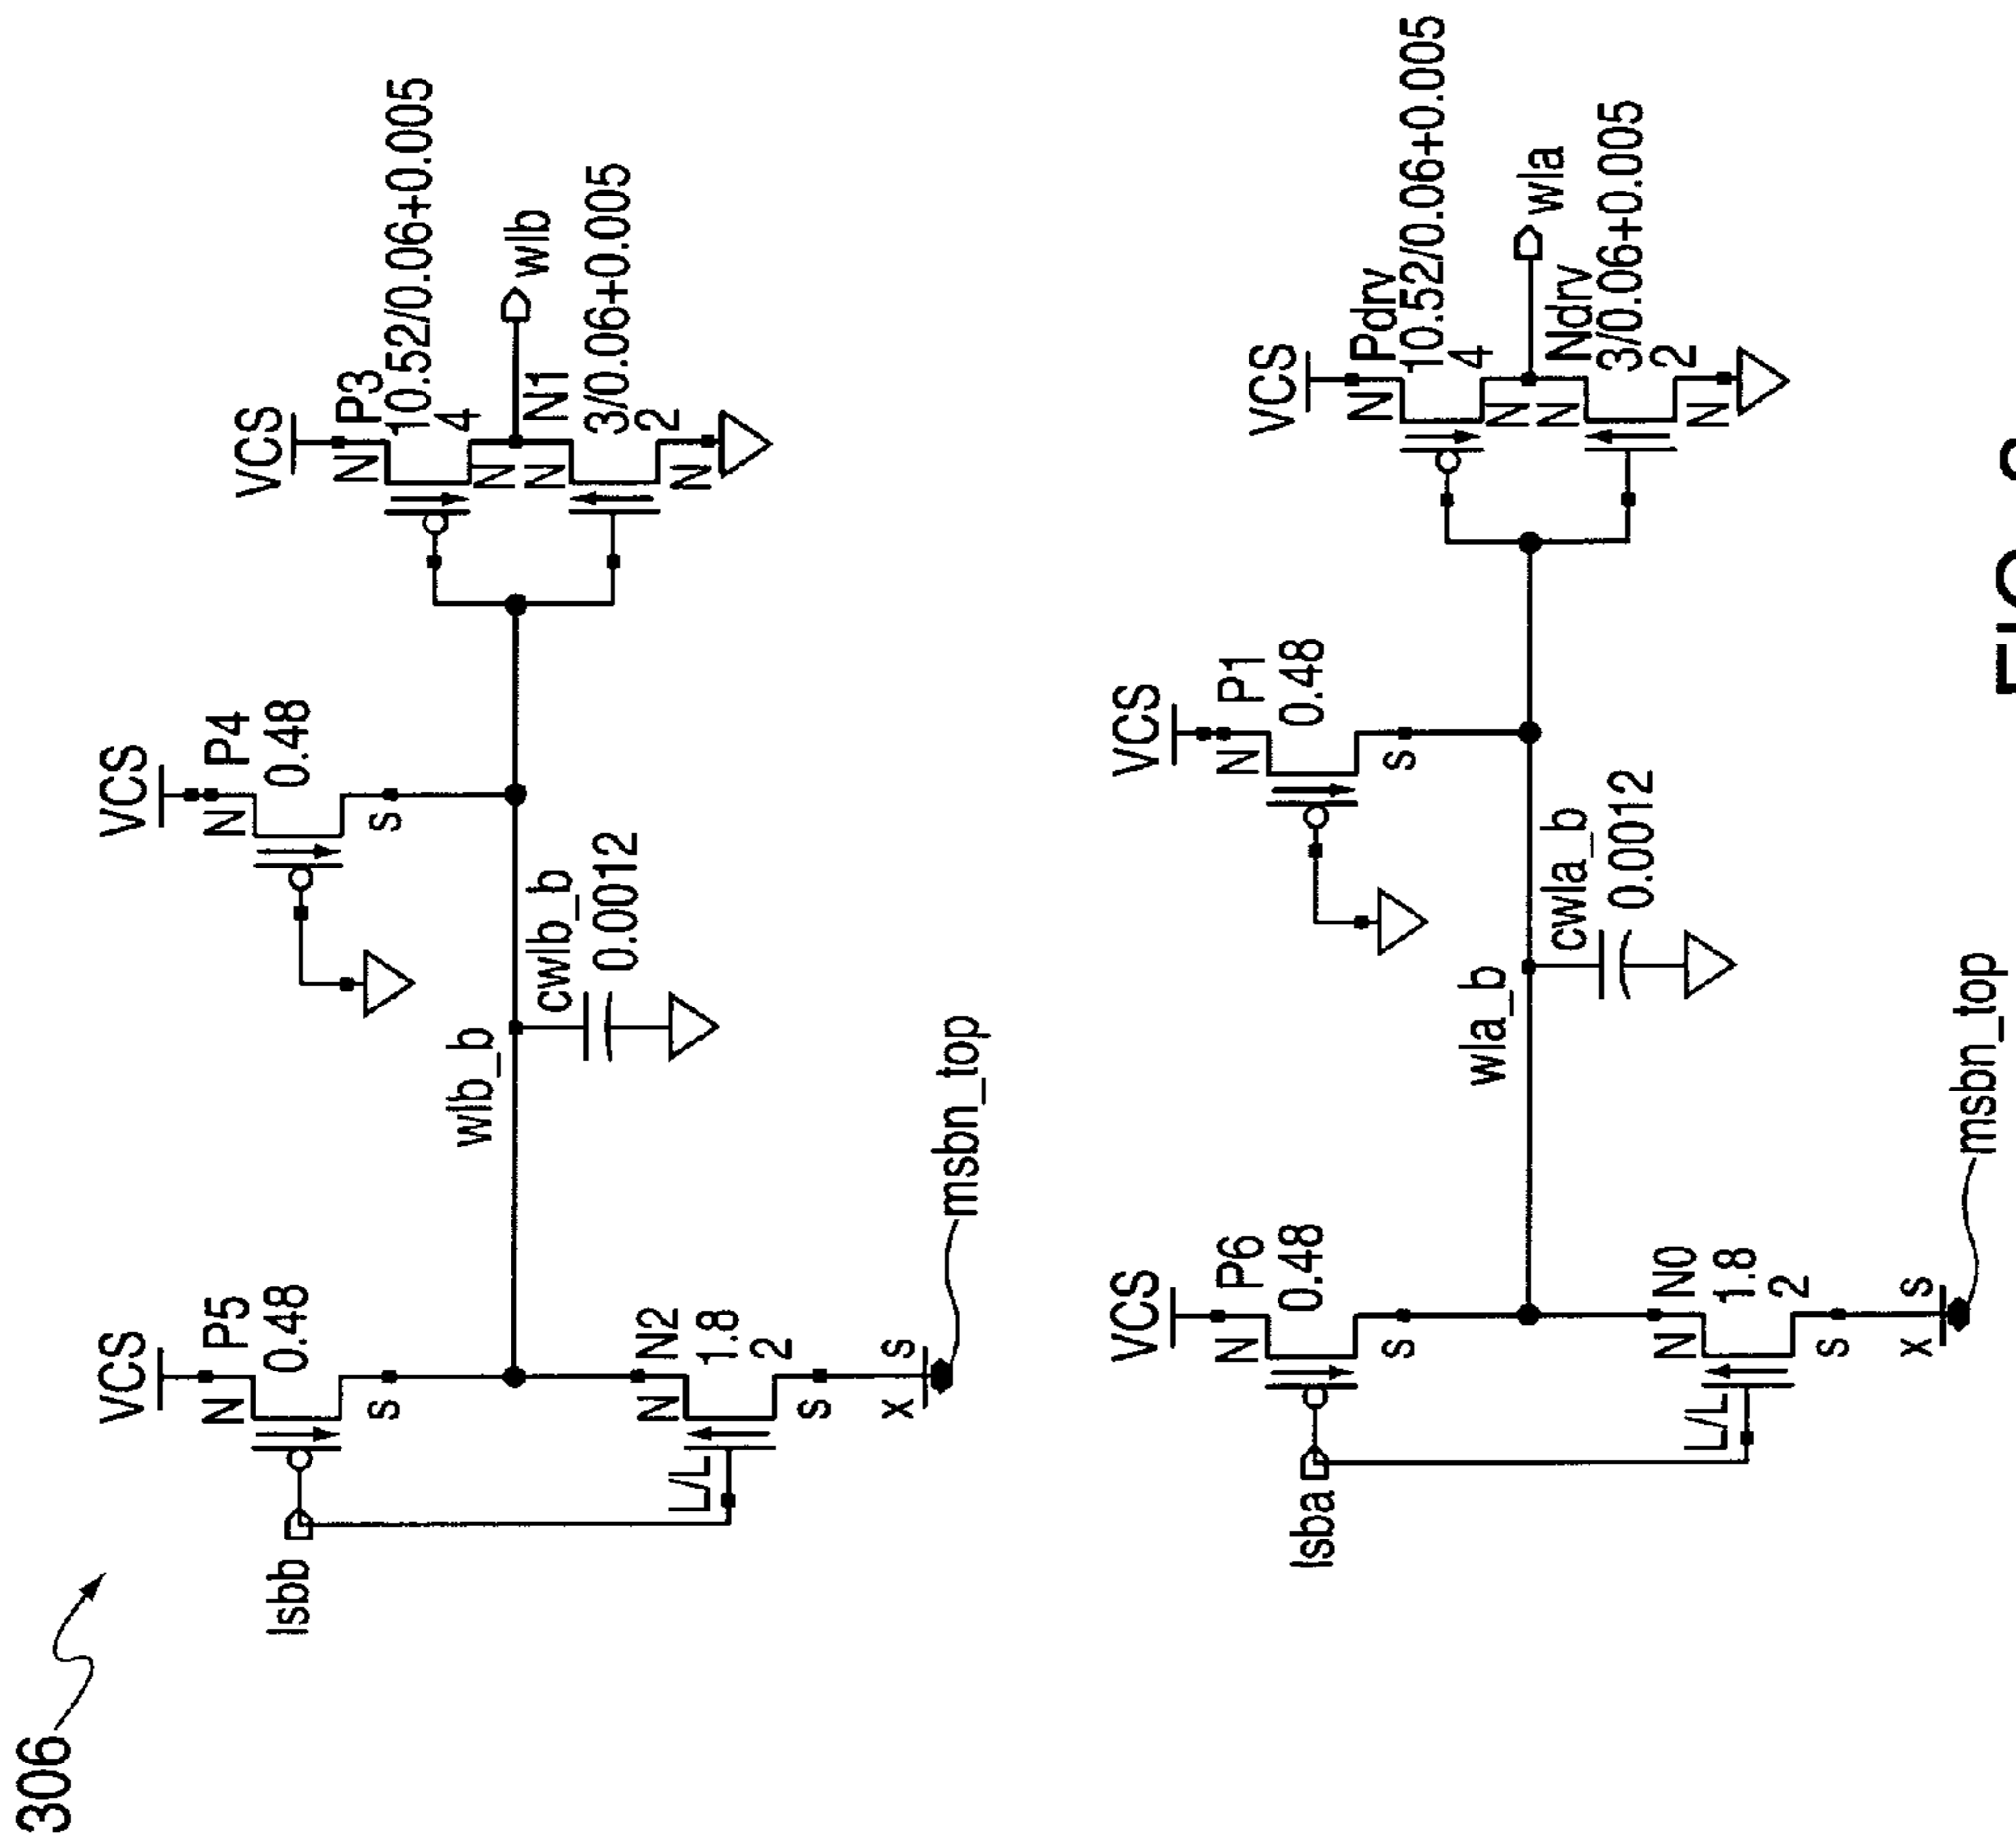 306
VCS
N
P5
0.48
s
lsbb
L/L
N
N2
1.8
2
s
x s
msbn_top
wlb_b
cwlb_b
0.0012
VCS
N
P4
0.48
s
VCS
N
P3
10.52/0.06+0.005
4
N
N
N1
3/0.06+0.005
2
N
wlb
VCS
N
P6
0.48
s
lsba
L/L
N
N0
1.8
2
s
x s
msbn_top
wla_b
cwla_b
0.0012
VCS
N
P1
0.48
s
VCS
N
Pdrv
10.52/0.06+0.005
4
N
N
Ndrv
3/0.06+0.005
2
N
wla